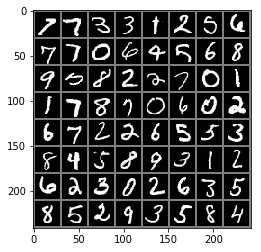 0 7 7 3 3 1 2 5 6
50 7 7 0 6 4 5 6 8
9 5 8 2 2 7 0 1
100 1 7 8 7 0 6 0 2
6 7 2 2 6 5 5 3
150 8 4 5 8 9 3 1 2
200 6 2 3 0 2 6 3 5
8 5 2 9 3 5 8 4
0 50 100 150 200